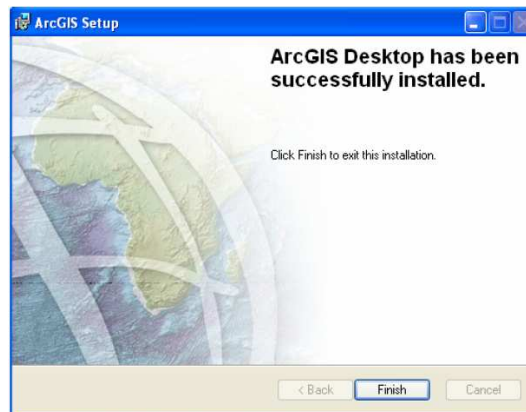 ArcGIS Setup
ArcGIS Desktop has been
successfully installed.
Click Finish to exit this installation.
< Back
Finish
Cancel